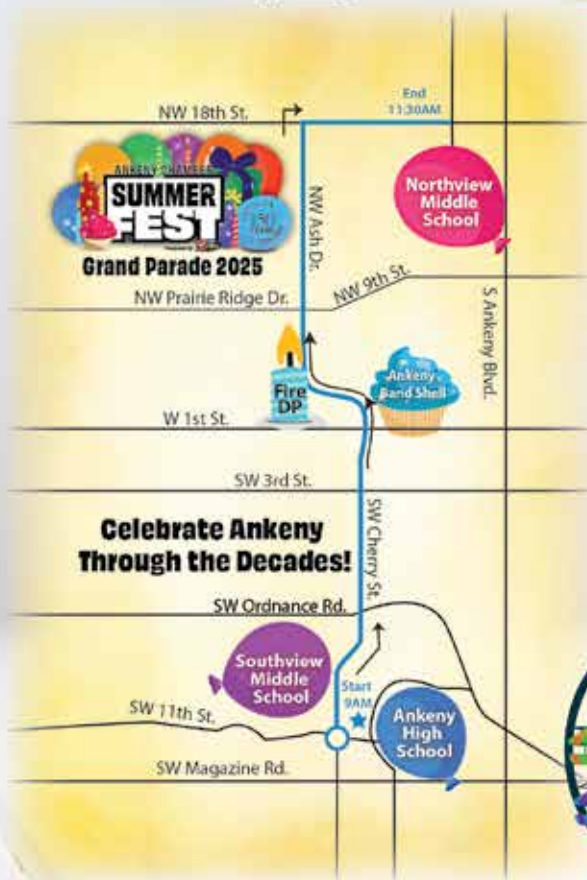 End
11:30AM
NW 18th St.
ANKENY CHAMBER
SUMMER
FEST
Grand Parade 2025
NW Ash Dr.
Northview
Middle
School
NW 9th St.
NW Prairie Ridge Dr.
S Ankeny Blvd.
Fire
DP
Ankeny
Band Shell
W 1st St.
SW 3rd St.
Celebrate Ankeny
Through the Decades!
SW Cherry St.
SW Ordnance Rd.
Southview
Middle
School
Start
9AM
SW 11th St.
Ankeny
High
School
SW Magazine Rd.